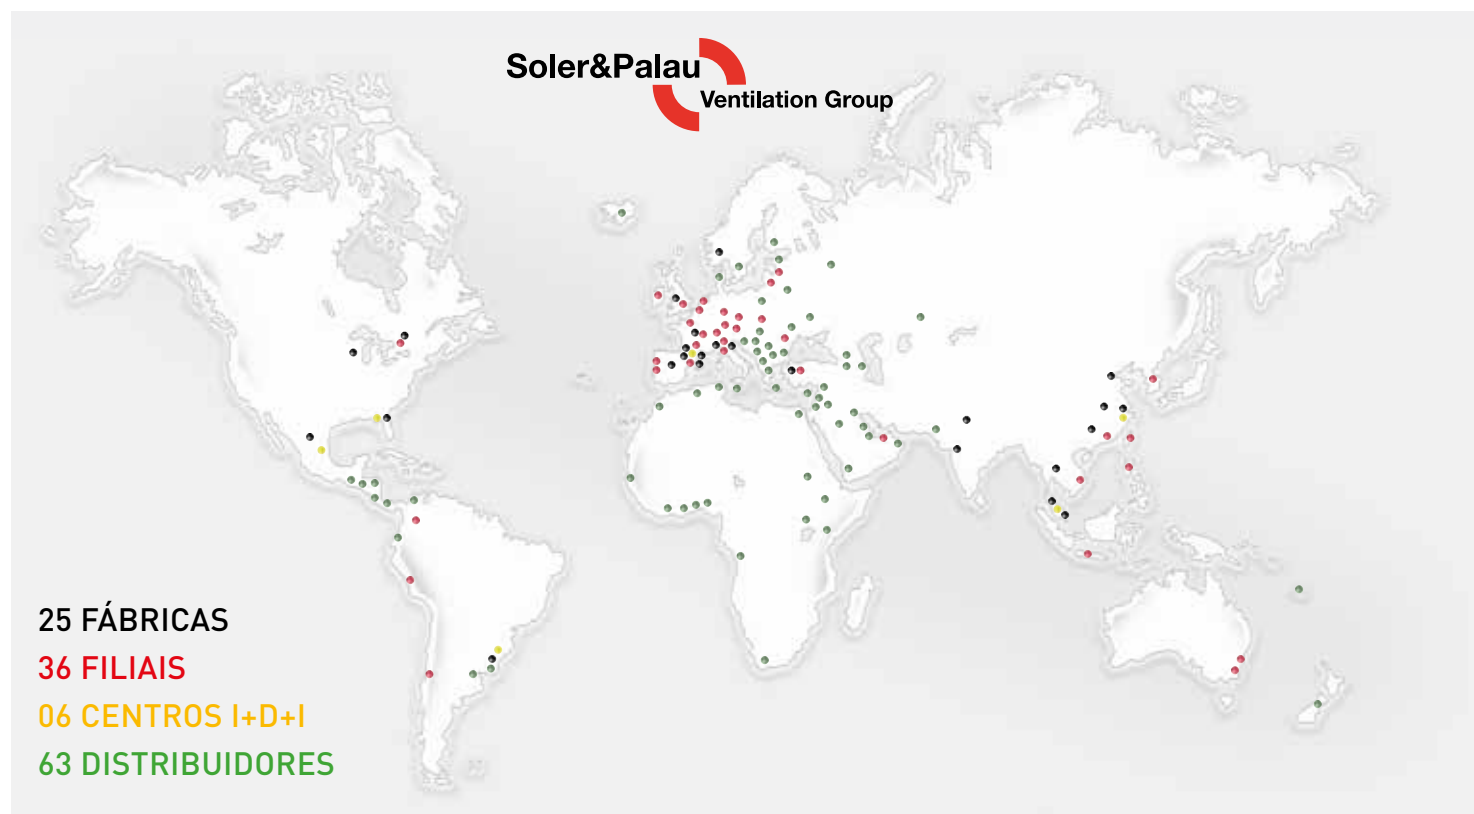 Soler&Palau
Ventilation Group
25 FÁBRICAS
36 FILIAIS
06 CENTROS I+D+I
63 DISTRIBUIDORES